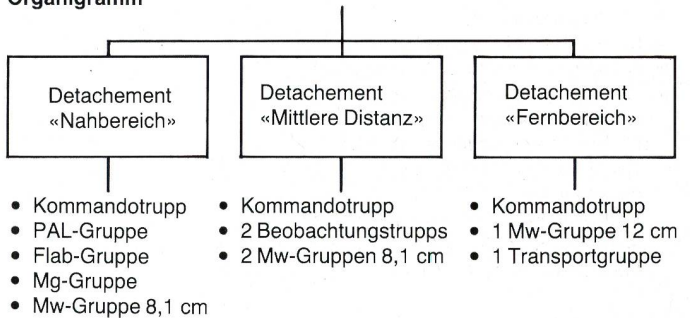 Organigramm
Detachement
«Nahbereich»
• Kommandotrupp
• PAL-Gruppe
• Flab-Gruppe
• Mg-Gruppe
• Mw-Gruppe 8,1 cm
Detachement
«Mittlere Distanz»
• Kommandotrupp
• 2 Beobachtungstrupps
• 2 Mw-Gruppen 8,1 cm
Detachement
«Fernbereich»
• Kommandotrupp
• 1 Mw-Gruppe 12 cm
• 1 Transportgruppe